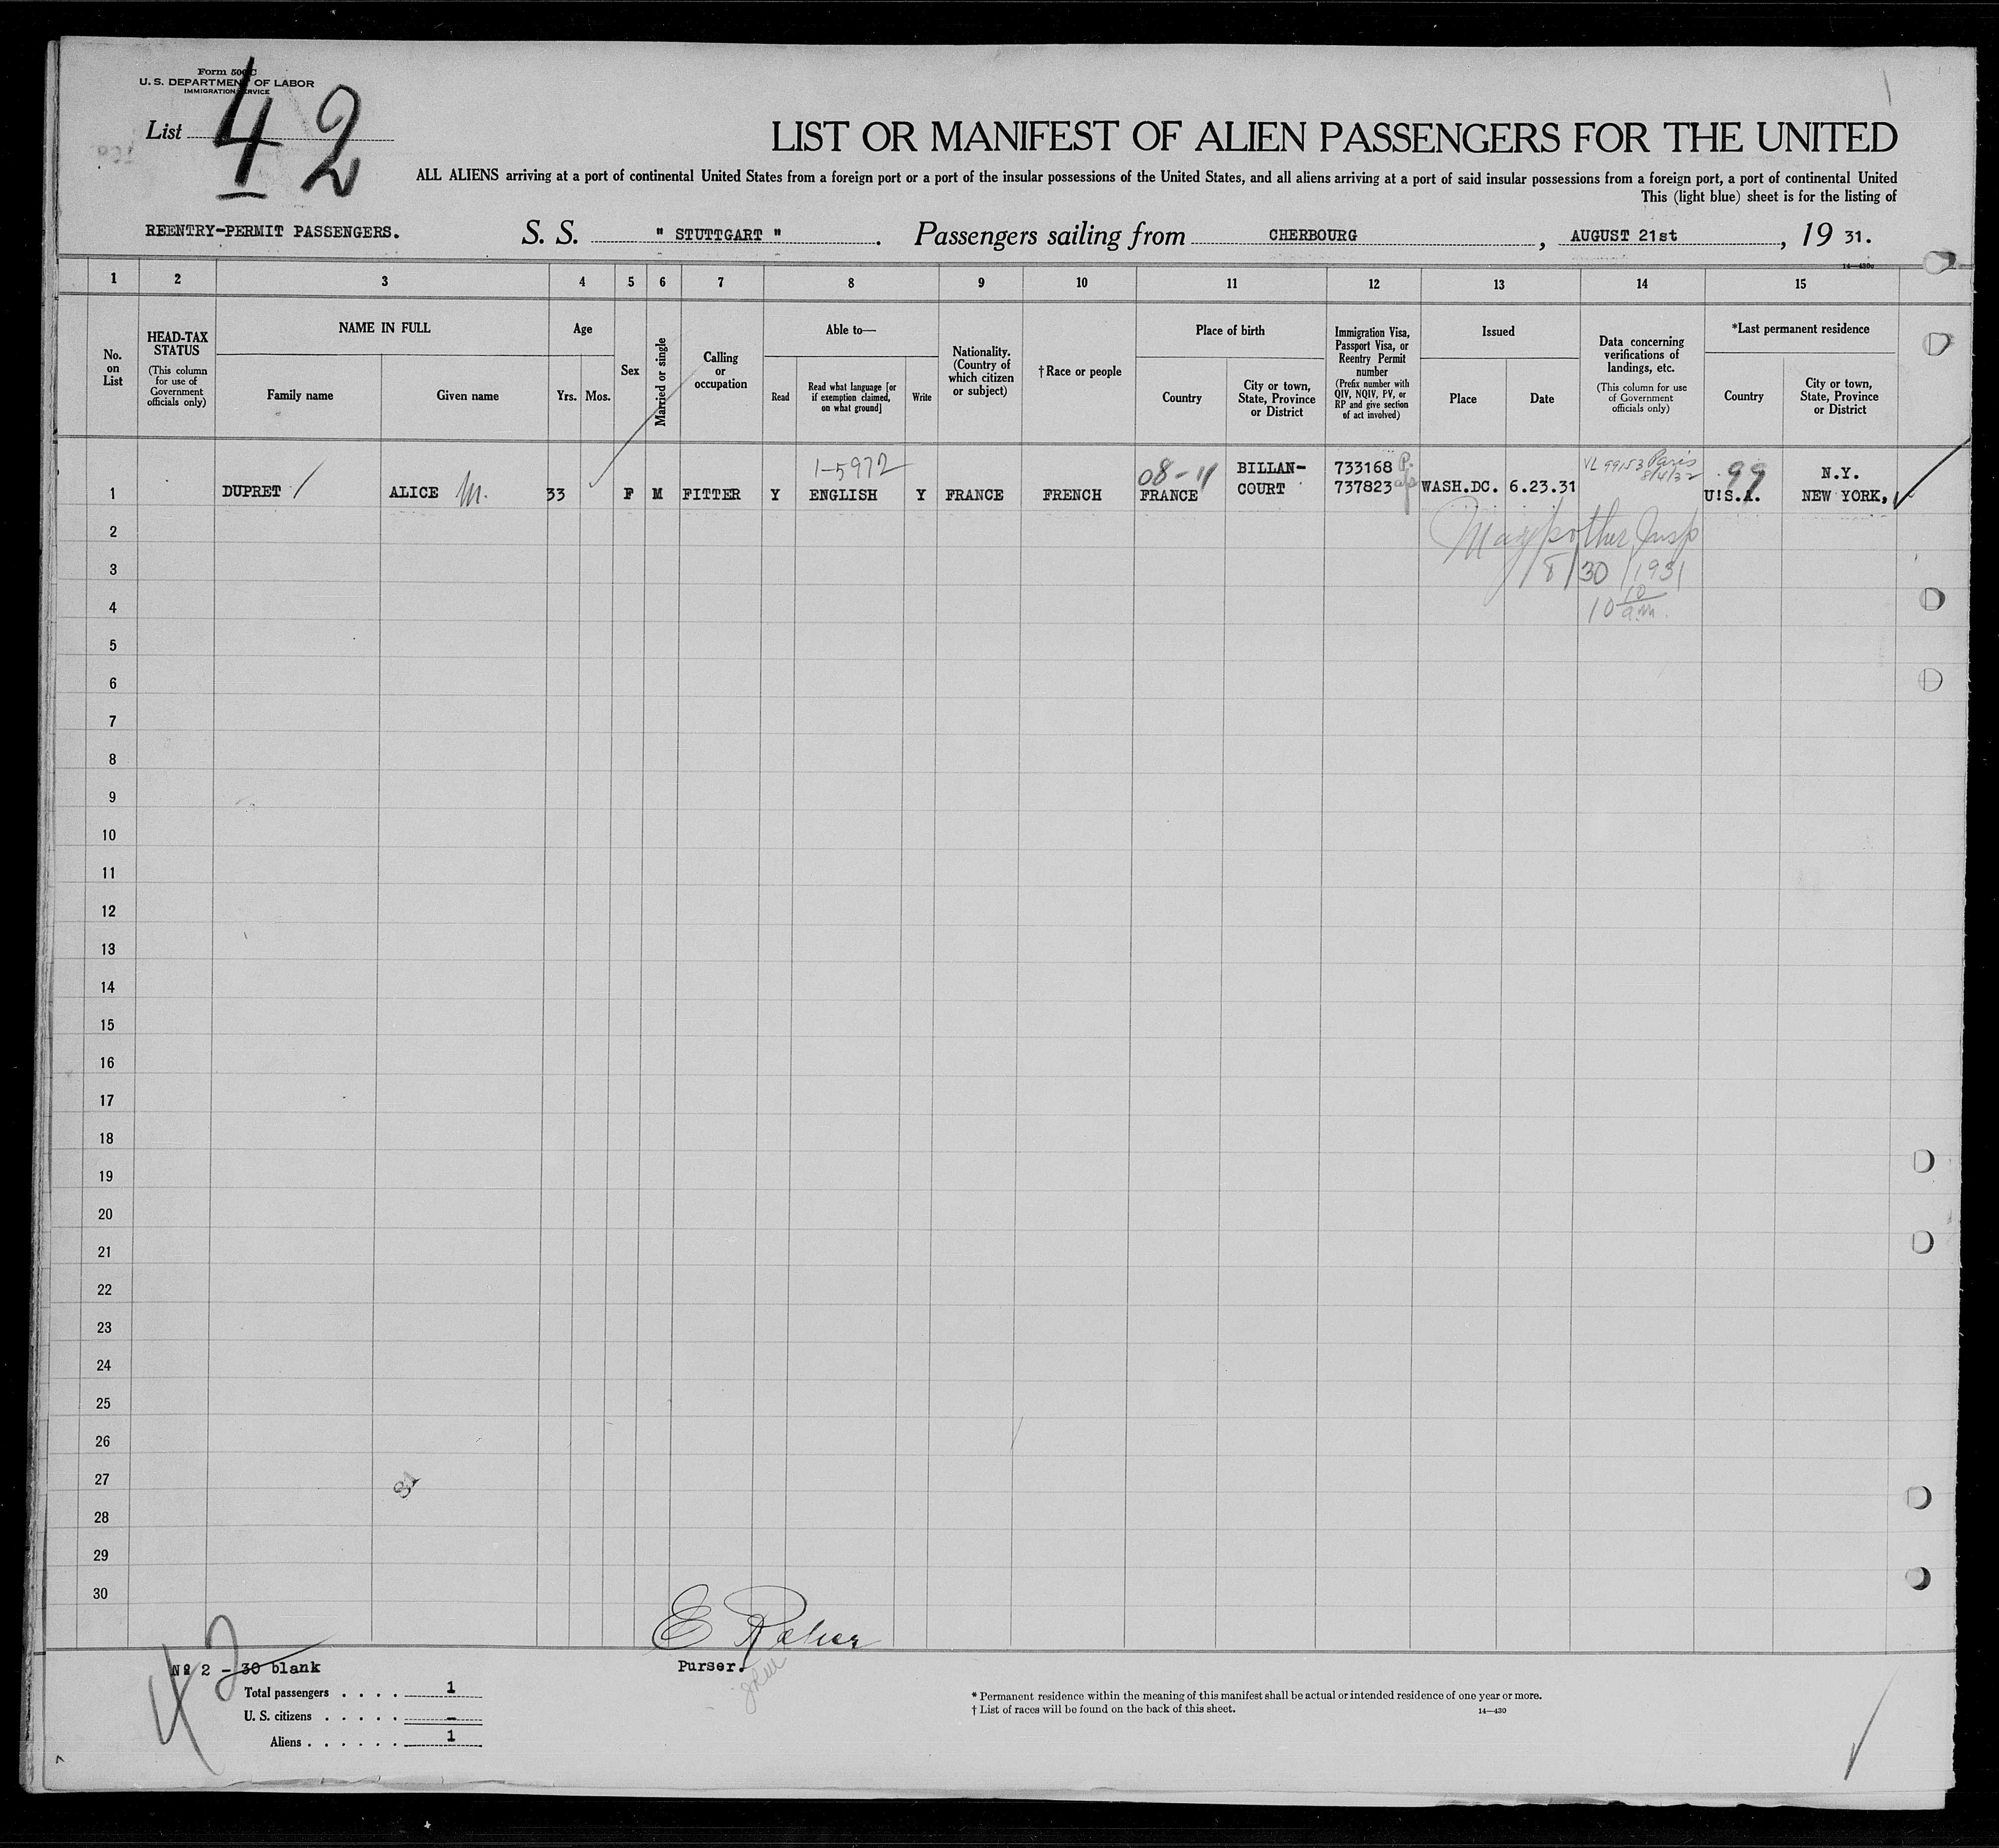 Form 500 C
U. S. DEPARTMENT OF LABOR
IMMIGRATION SERVICE
List 42
LIST OR MANIFEST OF ALIEN PASSENGERS FOR THE UNITED
ALL ALIENS arriving at a port of continental United States from a foreign port or a port of the insular possessions of the United States, and all aliens arriving at a port of said insular possessions from a foreign port, a port of continental United
This (light blue) sheet is for the listing of
REENTRY-PERMIT PASSENGERS. S. S. " STUTTGART " . Passengers sailing from CHERBOURG , AUGUST 21st , 19 31.
1 2 3 4 5 6 7 8 9 10 11 12 13 14 15
No. on List
HEAD-TAX STATUS
(This column for use of Government officials only)
NAME IN FULL
Family name
Given name
Age
Yrs. Mos.
Sex
Married or single
Calling or occupation
Able to—
Read
Read what language [or if exemption claimed, on what ground]
Write
Nationality. (Country of which citizen or subject)
† Race or people
Place of birth
Country
City or town, State, Province or District
Immigration Visa, Passport Visa, or Reentry Permit number
(Prefix number with QIV, NQIV, PV, or RP and give section of act involved)
Issued
Place
Date
Data concerning verifications of landings, etc.
(This column for use of Government officials only)
*Last permanent residence
Country
City or town, State, Province or District
1-5972 08-11 BILLAN- 733168 P. VL 99153 Paris 99 N.Y.
8/4/32
1 DUPRET ALICE M. 33 F M FITTER Y ENGLISH Y FRANCE FRENCH FRANCE COURT 737823 WASH.DC. 6.23.31 U.S.A. NEW YORK,
2
Insp
3
8/30/1931
4
10 10 a.m.
5
6
7
8
9
10
11
12
13
14
15
16
17
18
19
20
21
22
23
24
25
26
27
28
29
30
42
№ 2 - 30 blank
Purser.
Total passengers . . . . 1
U. S. citizens . . . . . -
Aliens . . . . . . 1
* Permanent residence within the meaning of this manifest shall be actual or intended residence of one year or more.
† List of races will be found on the back of this sheet.
14—430